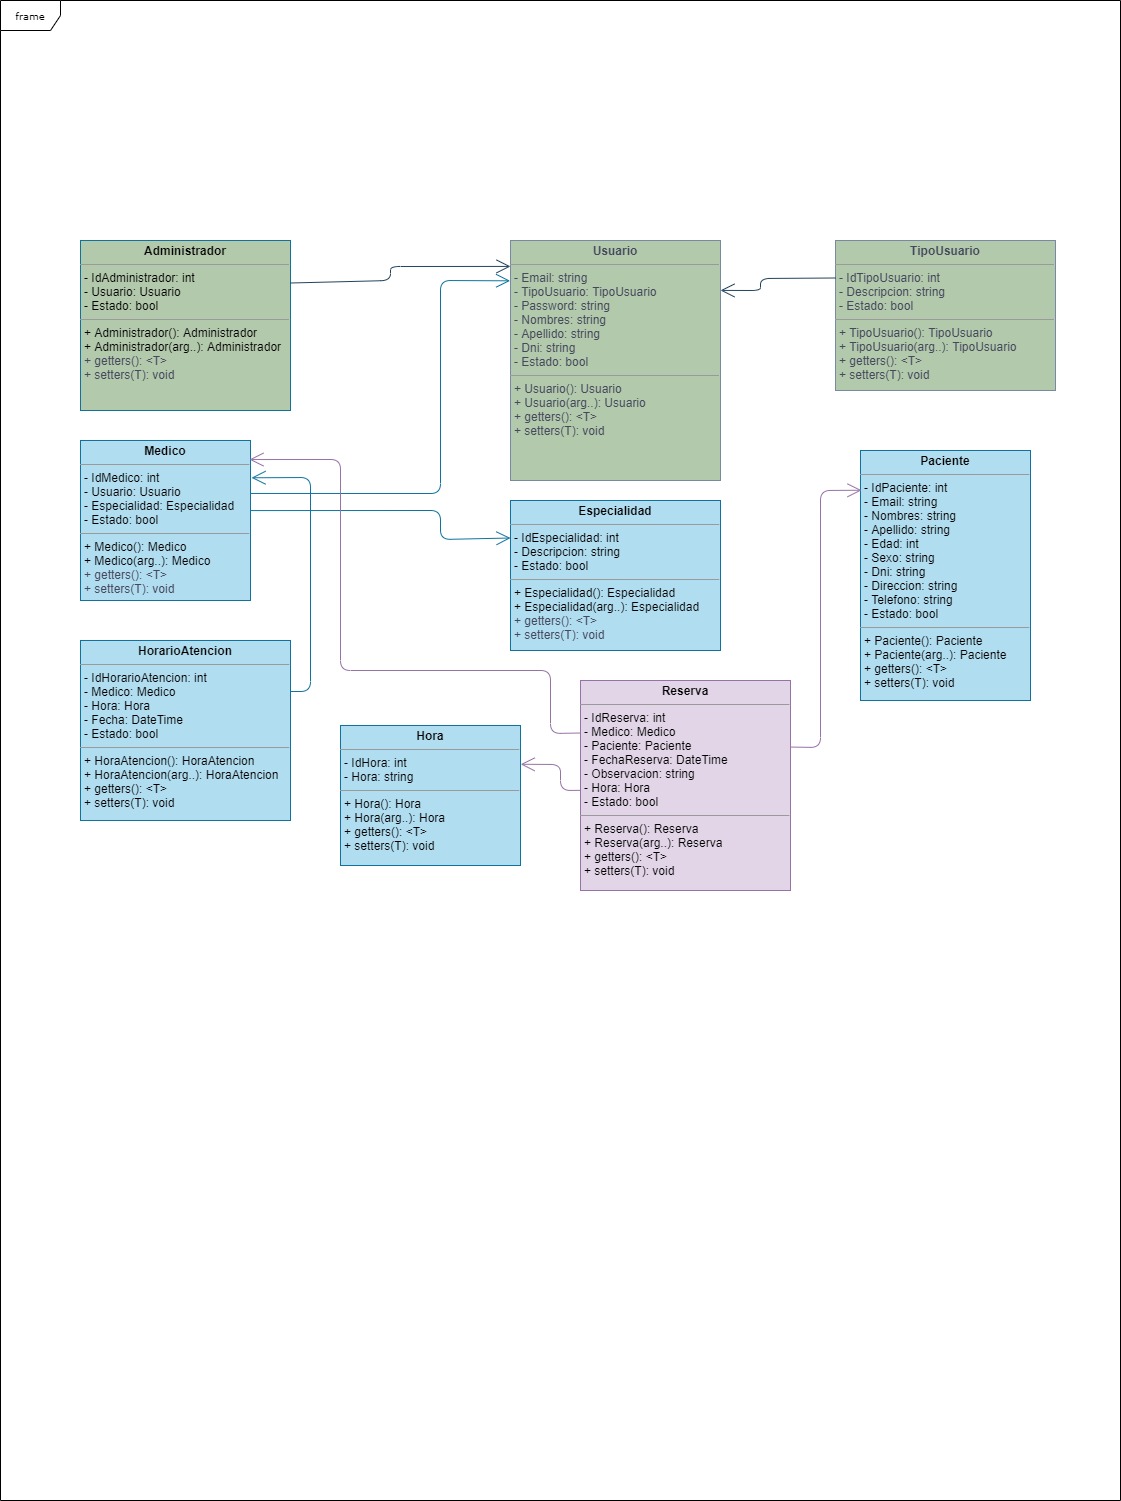 frame
Administrador
- IdAdministrador: int
- Usuario: Usuario
- Estado: bool
+ Administrador(): Administrador
+ Administrador(arg..): Administrador
+ getters(): <T>
+ setters(T): void
Usuario
- Email: string
- TipoUsuario: TipoUsuario
- Password: string
- Nombres: string
- Apellido: string
- Dni: string
- Estado: bool
+ Usuario(): Usuario
+ Usuario(arg..): Usuario
+ getters(): <T>
+ setters(T): void
TipoUsuario
- IdTipoUsuario: int
- Descripcion: string
- Estado: bool
+ TipoUsuario(): TipoUsuario
+ TipoUsuario(arg..): TipoUsuario
+ getters(): <T>
+ setters(T): void
Medico
- IdMedico: int
- Usuario: Usuario
- Especialidad: Especialidad
- Estado: bool
+ Medico(): Medico
+ Medico(arg..): Medico
+ getters(): <T>
+ setters(T): void
Especialidad
- IdEspecialidad: int
- Descripcion: string
- Estado: bool
+ Especialidad(): Especialidad
+ Especialidad(arg..): Especialidad
+ getters(): <T>
+ setters(T): void
Paciente
- IdPaciente: int
- Email: string
- Nombres: string
- Apellido: string
- Edad: int
- Sexo: string
- Dni: string
- Direccion: string
- Telefono: string
- Estado: bool
+ Paciente(): Paciente
+ Paciente(arg..): Paciente
+ getters(): <T>
+ setters(T): void
HorarioAtencion
- IdHorarioAtencion: int
- Medico: Medico
- Hora: Hora
- Fecha: DateTime
- Estado: bool
+ HoraAtencion(): HoraAtencion
+ HoraAtencion(arg..): HoraAtencion
+ getters(): <T>
+ setters(T): void
Hora
- IdHora: int
- Hora: string
+ Hora(): Hora
+ Hora(arg..): Hora
+ getters(): <T>
+ setters(T): void
Reserva
- IdReserva: int
- Medico: Medico
- Paciente: Paciente
- FechaReserva: DateTime
- Observacion: string
- Hora: Hora
- Estado: bool
+ Reserva(): Reserva
+ Reserva(arg..): Reserva
+ getters(): <T>
+ setters(T): void